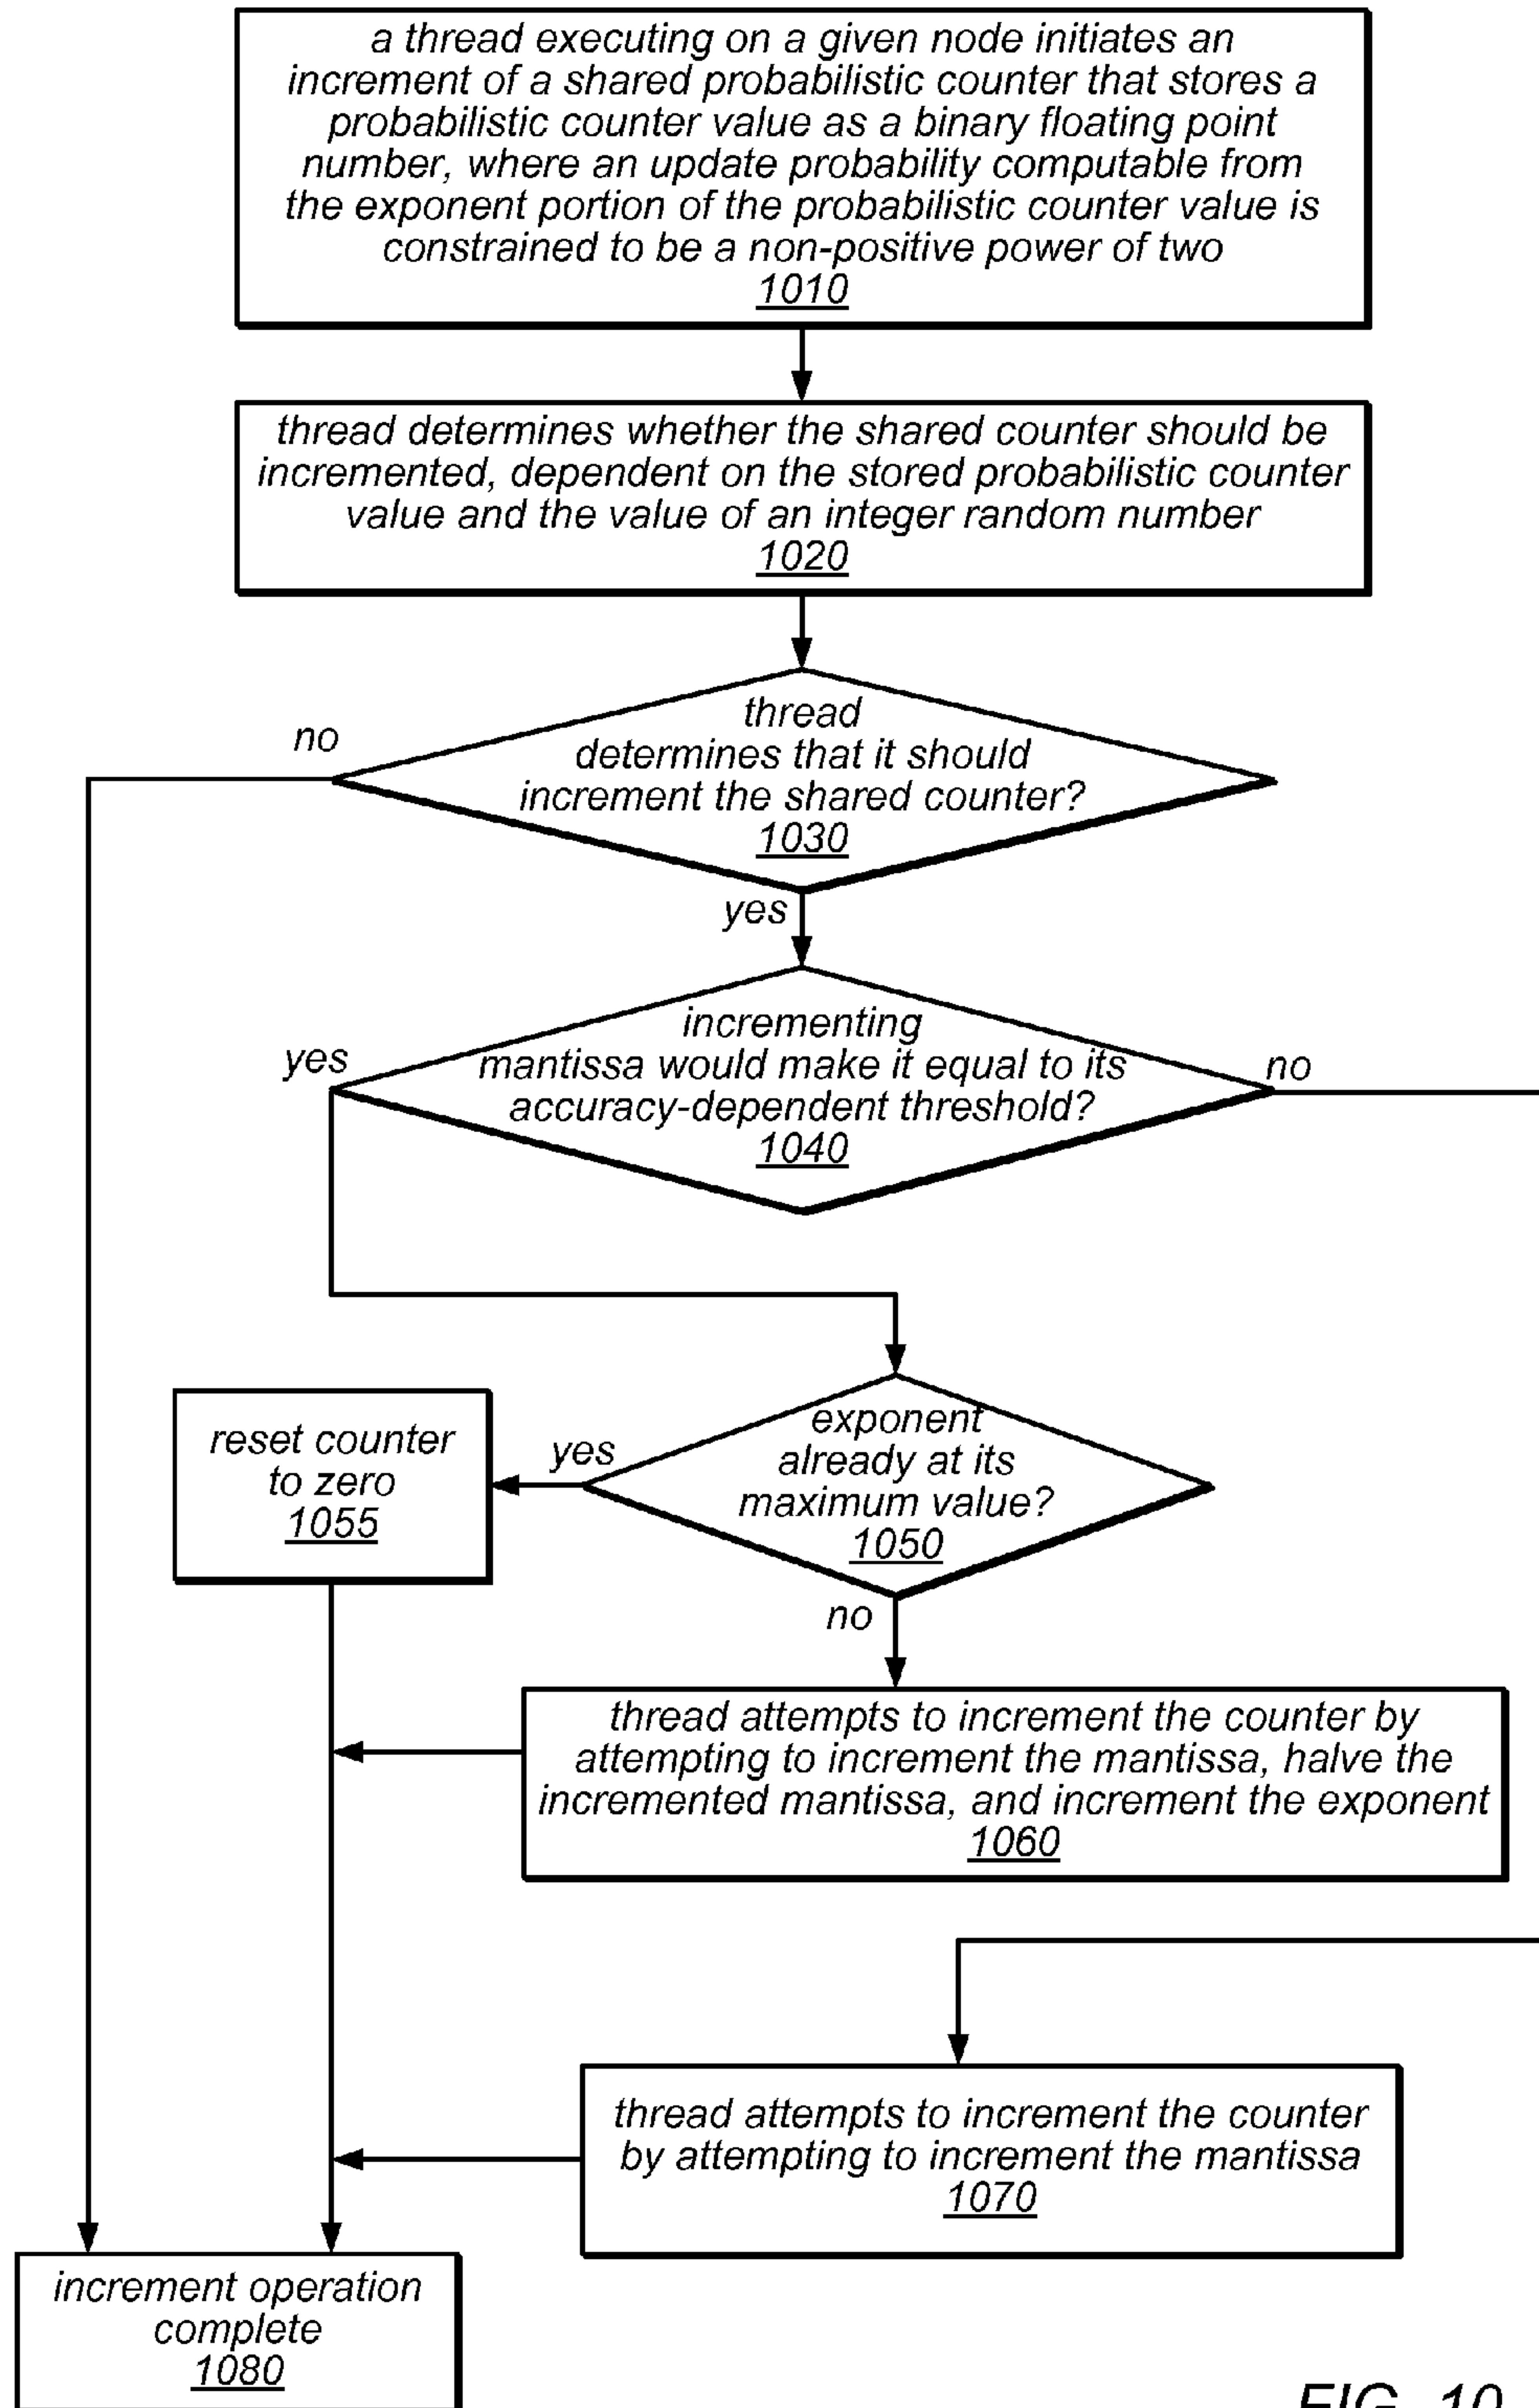 a thread executing on a given node initiates an
increment of a shared probabilistic counter that stores a
probabilistic counter value as a binary floating point
number, where an update probability computable from
the exponent portion of the probabilistic counter value is
constrained to be a non-positive power of two
1010
thread determines whether the shared counter should be
incremented, dependent on the stored probabilistic counter
value and the value of an integer random number
1020
no
thread
determines that it should
increment the shared counter?
1030
yes
yes
incrementing
mantissa would make it equal to its
accuracy-dependent threshold?
1040
no
reset counter
to zero
1055
yes
exponent
already at its
maximum value?
1050
no
thread attempts to increment the counter by
attempting to increment the mantissa, halve the
incremented mantissa, and increment the exponent
1060
thread attempts to increment the counter
by attempting to increment the mantissa
1070
increment operation
complete
1080
FIG. 10